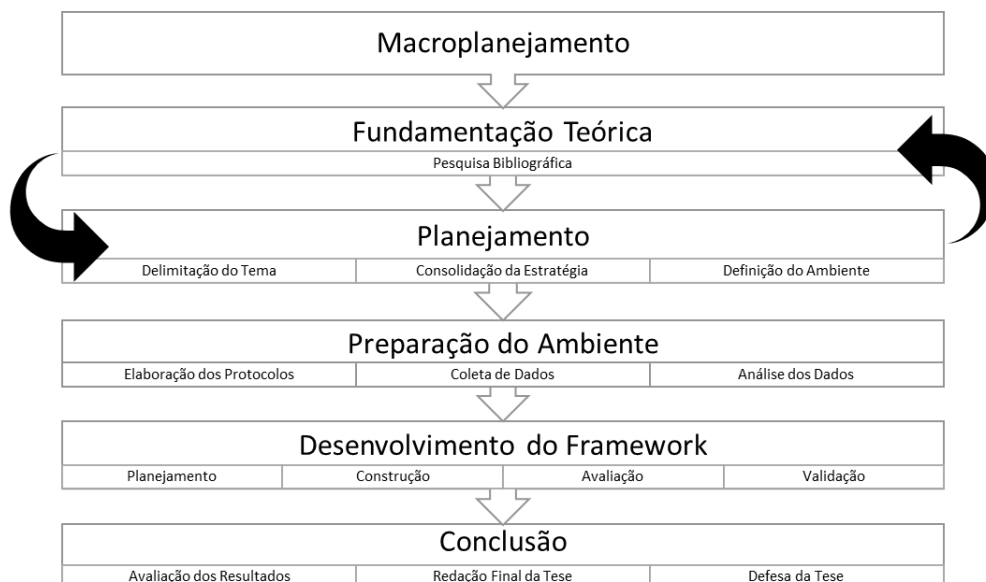 Macroplanejamento
Fundamentação Teórica
Pesquisa Bibliográfica
Planejamento
Delimitação do Tema
Consolidação da Estratégia
Definição do Ambiente
Preparação do Ambiente
Elaboração dos Protocolos
Coleta de Dados
Análise dos Dados
Desenvolvimento do Framework
Planejamento
Construção
Avaliação
Validação
Conclusão
Avaliação dos Resultados
Redação Final da Tese
Defesa da Tese